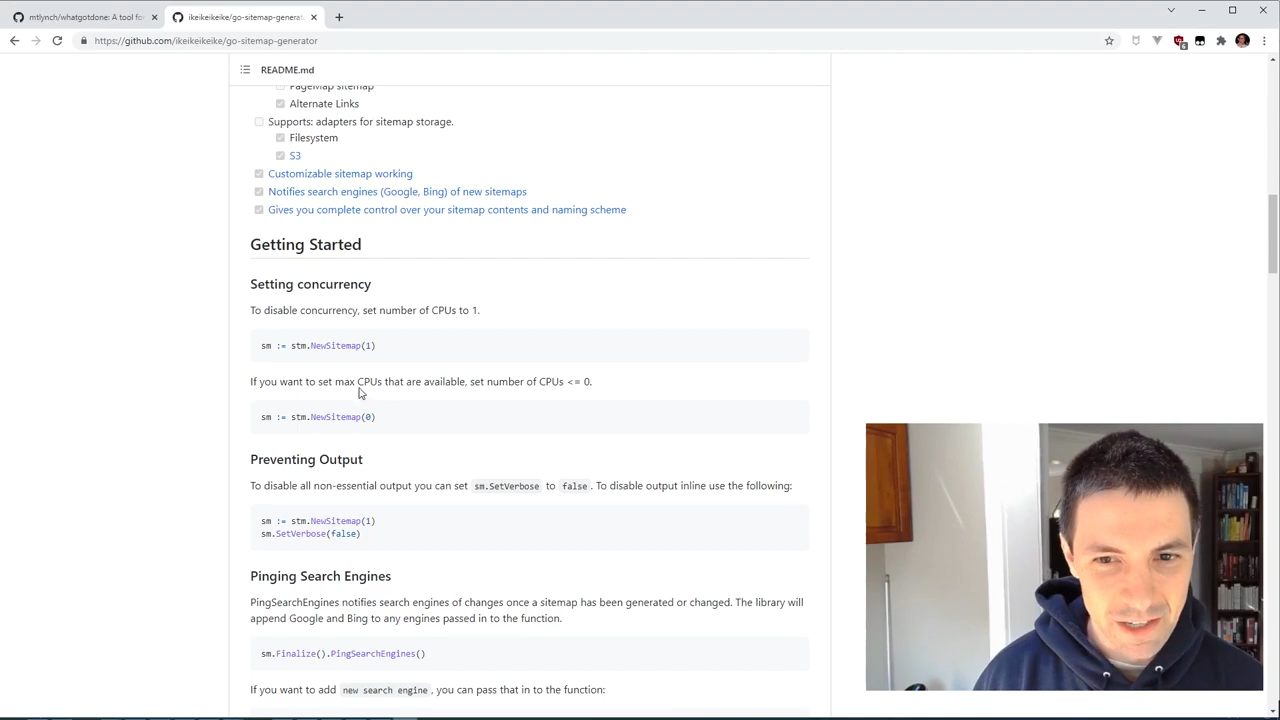 mtlynch/whatgotdone: A tool fo
ikeikeikeike/go-sitemap-generat
https://github.com/ikeikeikeike/go-sitemap-generator
6
README.md
PageMap sitemap
Alternate Links
Supports: adapters for sitemap storage.
Filesystem
S3
Customizable sitemap working
Notifies search engines (Google, Bing) of new sitemaps
Gives you complete control over your sitemap contents and naming scheme
Getting Started
Setting concurrency
To disable concurrency, set number of CPUs to 1.
sm := stm.NewSitemap(1)
If you want to set max CPUs that are available, set number of CPUs <= 0.
sm := stm.NewSitemap(0)
Preventing Output
To disable all non-essential output you can set sm.SetVerbose to false. To disable output inline use the following:
sm := stm.NewSitemap(1)
sm.SetVerbose(false)
Pinging Search Engines
PingSearchEngines notifies search engines of changes once a sitemap has been generated or changed. The library will
append Google and Bing to any engines passed in to the function.
sm.Finalize().PingSearchEngines()
If you want to add new search engine, you can pass that in to the function: